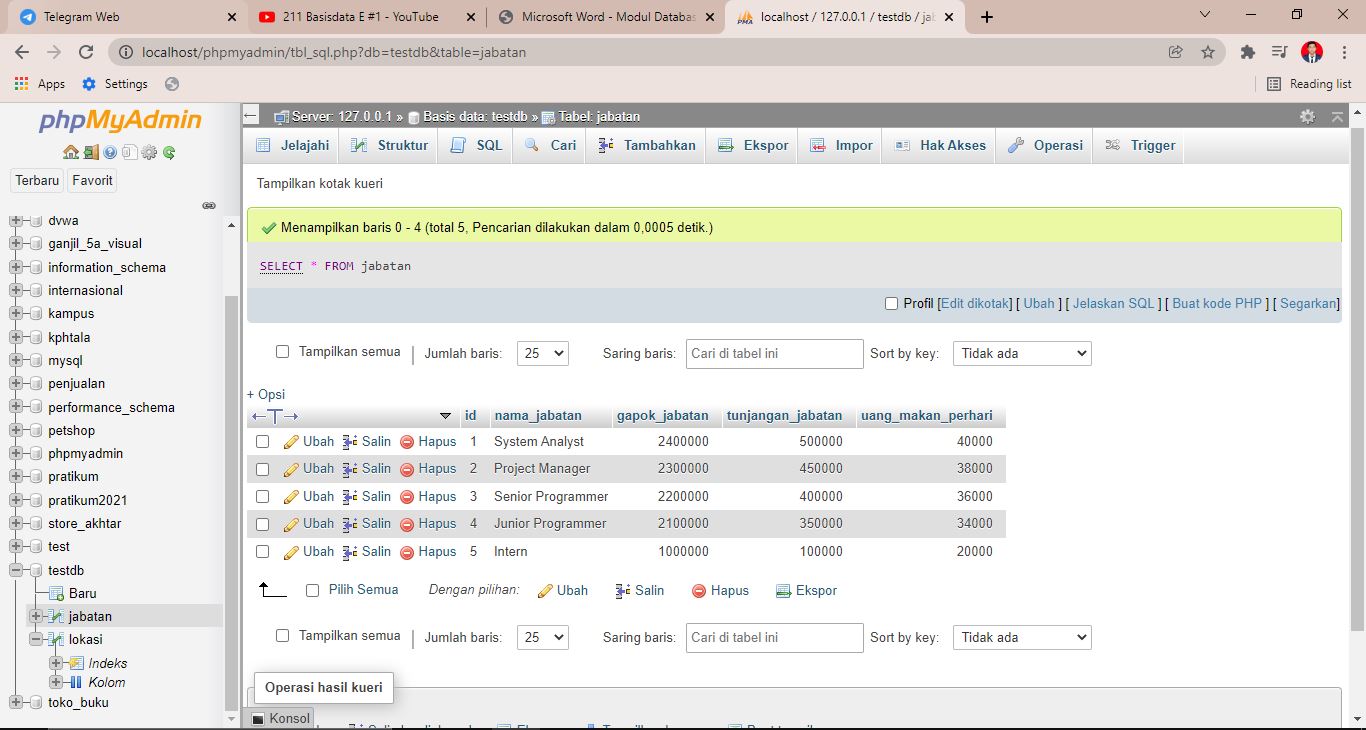 Telegram Web
211 Basisdata E #1 - YouTube
Microsoft Word - Modul Databas
localhost / 127.0.0.1 / testdb / jab
localhost/phpmyadmin/tbl_sql.php?db=testdb&table=jabatan
Apps Settings Reading list
phpMyAdmin
Terbaru Favorit
dvwa
ganjil_5a_visual
information_schema
internasional
kampus
kphtala
mysql
penjualan
performance_schema
petshop
phpmyadmin
pratikum
pratikum2021
store_akhtar
test
testdb
Baru
jabatan
lokasi
Indeks
Kolom
toko_buku
Server: 127.0.0.1 » Basis data: testdb » Tabel: jabatan
Jelajahi Struktur SQL Cari Tambahkan Ekspor Impor Hak Akses Operasi Trigger
Tampilkan kotak kueri
Menampilkan baris 0 - 4 (total 5, Pencarian dilakukan dalam 0,0005 detik.)
SELECT * FROM jabatan
Profil [Edit dikotak] [ Ubah ] [ Jelaskan SQL ] [ Buat kode PHP ] [ Segarkan]
Tampilkan semua | Jumlah baris: 25 Saring baris: Cari di tabel ini Sort by key: Tidak ada
+ Opsi
←T→ id nama_jabatan gapok_jabatan tunjangan_jabatan uang_makan_perhari
Ubah Salin Hapus 1 System Analyst 2400000 500000 40000
Ubah Salin Hapus 2 Project Manager 2300000 450000 38000
Ubah Salin Hapus 3 Senior Programmer 2200000 400000 36000
Ubah Salin Hapus 4 Junior Programmer 2100000 350000 34000
Ubah Salin Hapus 5 Intern 1000000 100000 20000
Pilih Semua Dengan pilihan: Ubah Salin Hapus Ekspor
Tampilkan semua | Jumlah baris: 25 Saring baris: Cari di tabel ini Sort by key: Tidak ada
Operasi hasil kueri
Konsol